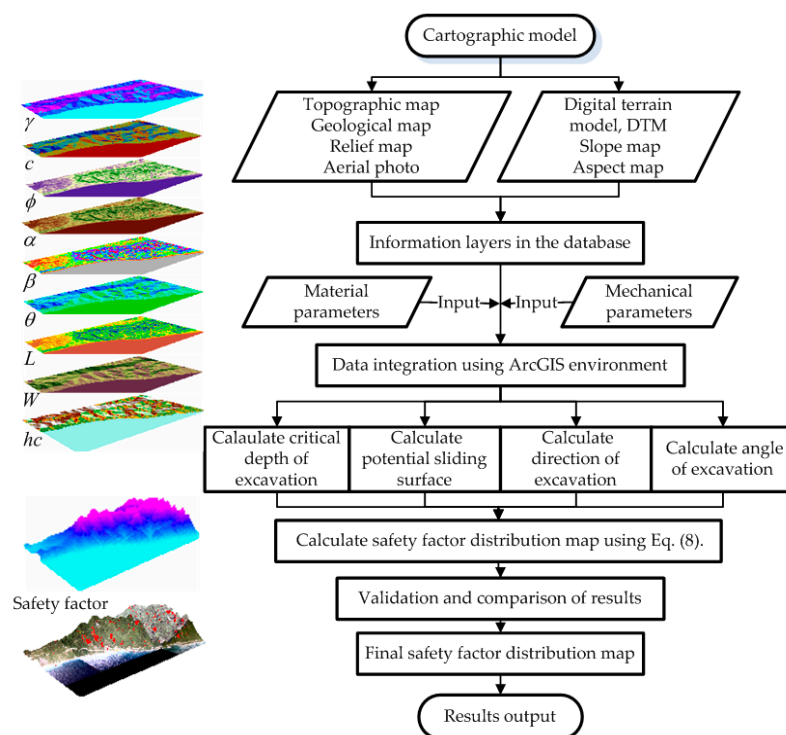 Cartographic model
Topographic map
Geological map
Relief map
Aerial photo
Digital terrain
model, DTM
Slope map
Aspect map
Information layers in the database
Material
parameters
Input
Input
Mechanical
parameters
Data integration using ArcGIS environment
Calaulate critical
depth of
excavation
Calculate
potential sliding
surface
Calculate
direction of
excavation
Calculate angle
of excavation
Calculate safety factor distribution map using Eq. (8).
Validation and comparison of results
Final safety factor distribution map
Results output
γ
c
ϕ
α
β
θ
L
W
hc
Safety factor